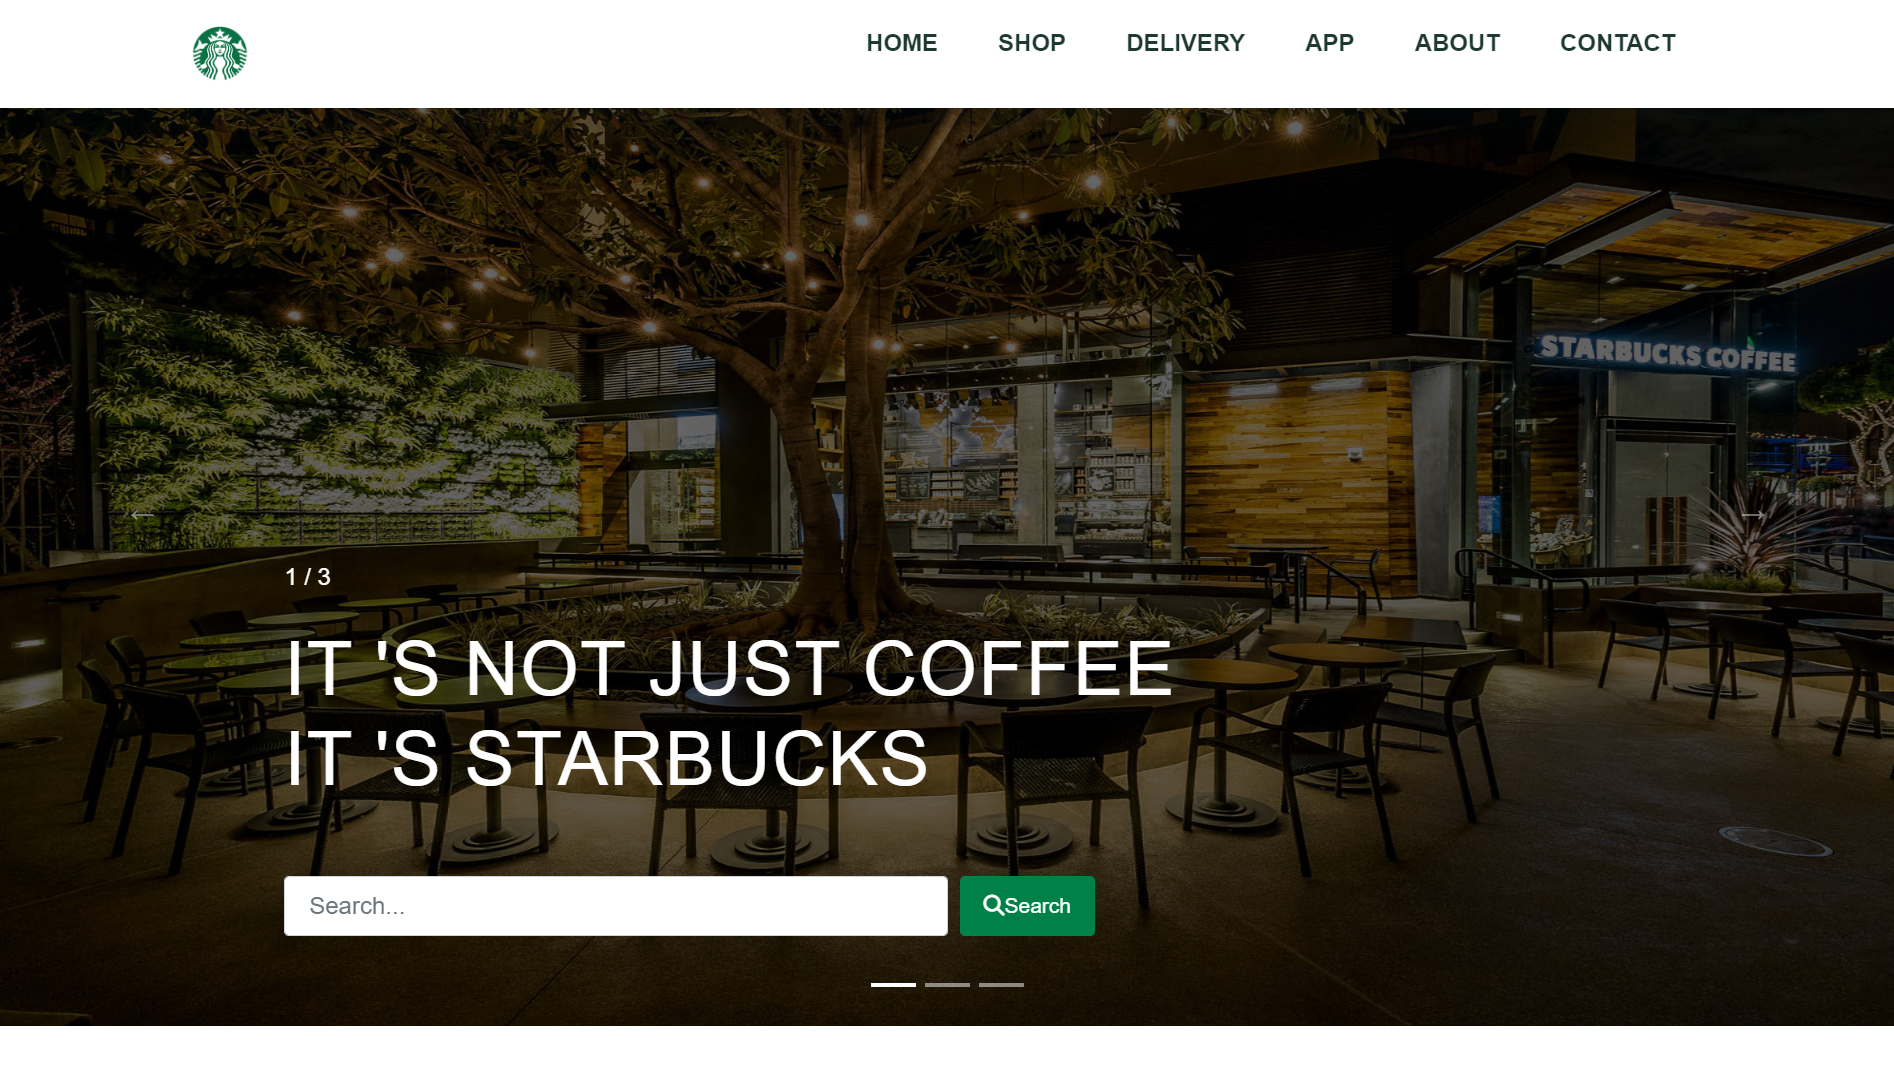 HOME SHOP DELIVERY APP ABOUT CONTACT
STARBUCKS COFFEE
←
→
1 / 3
IT 'S NOT JUST COFFEE
IT 'S STARBUCKS
Search...
Search